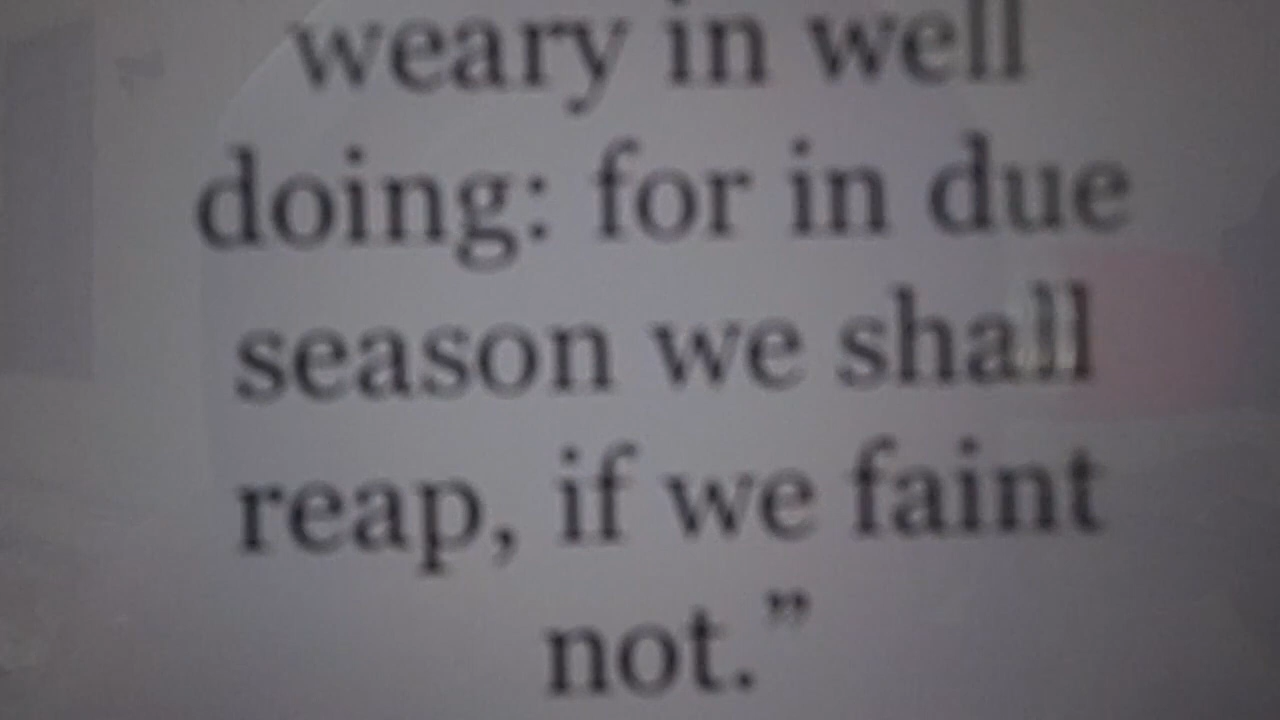 weary in well
doing: for in due
season we shall
reap, if we faint
not.”